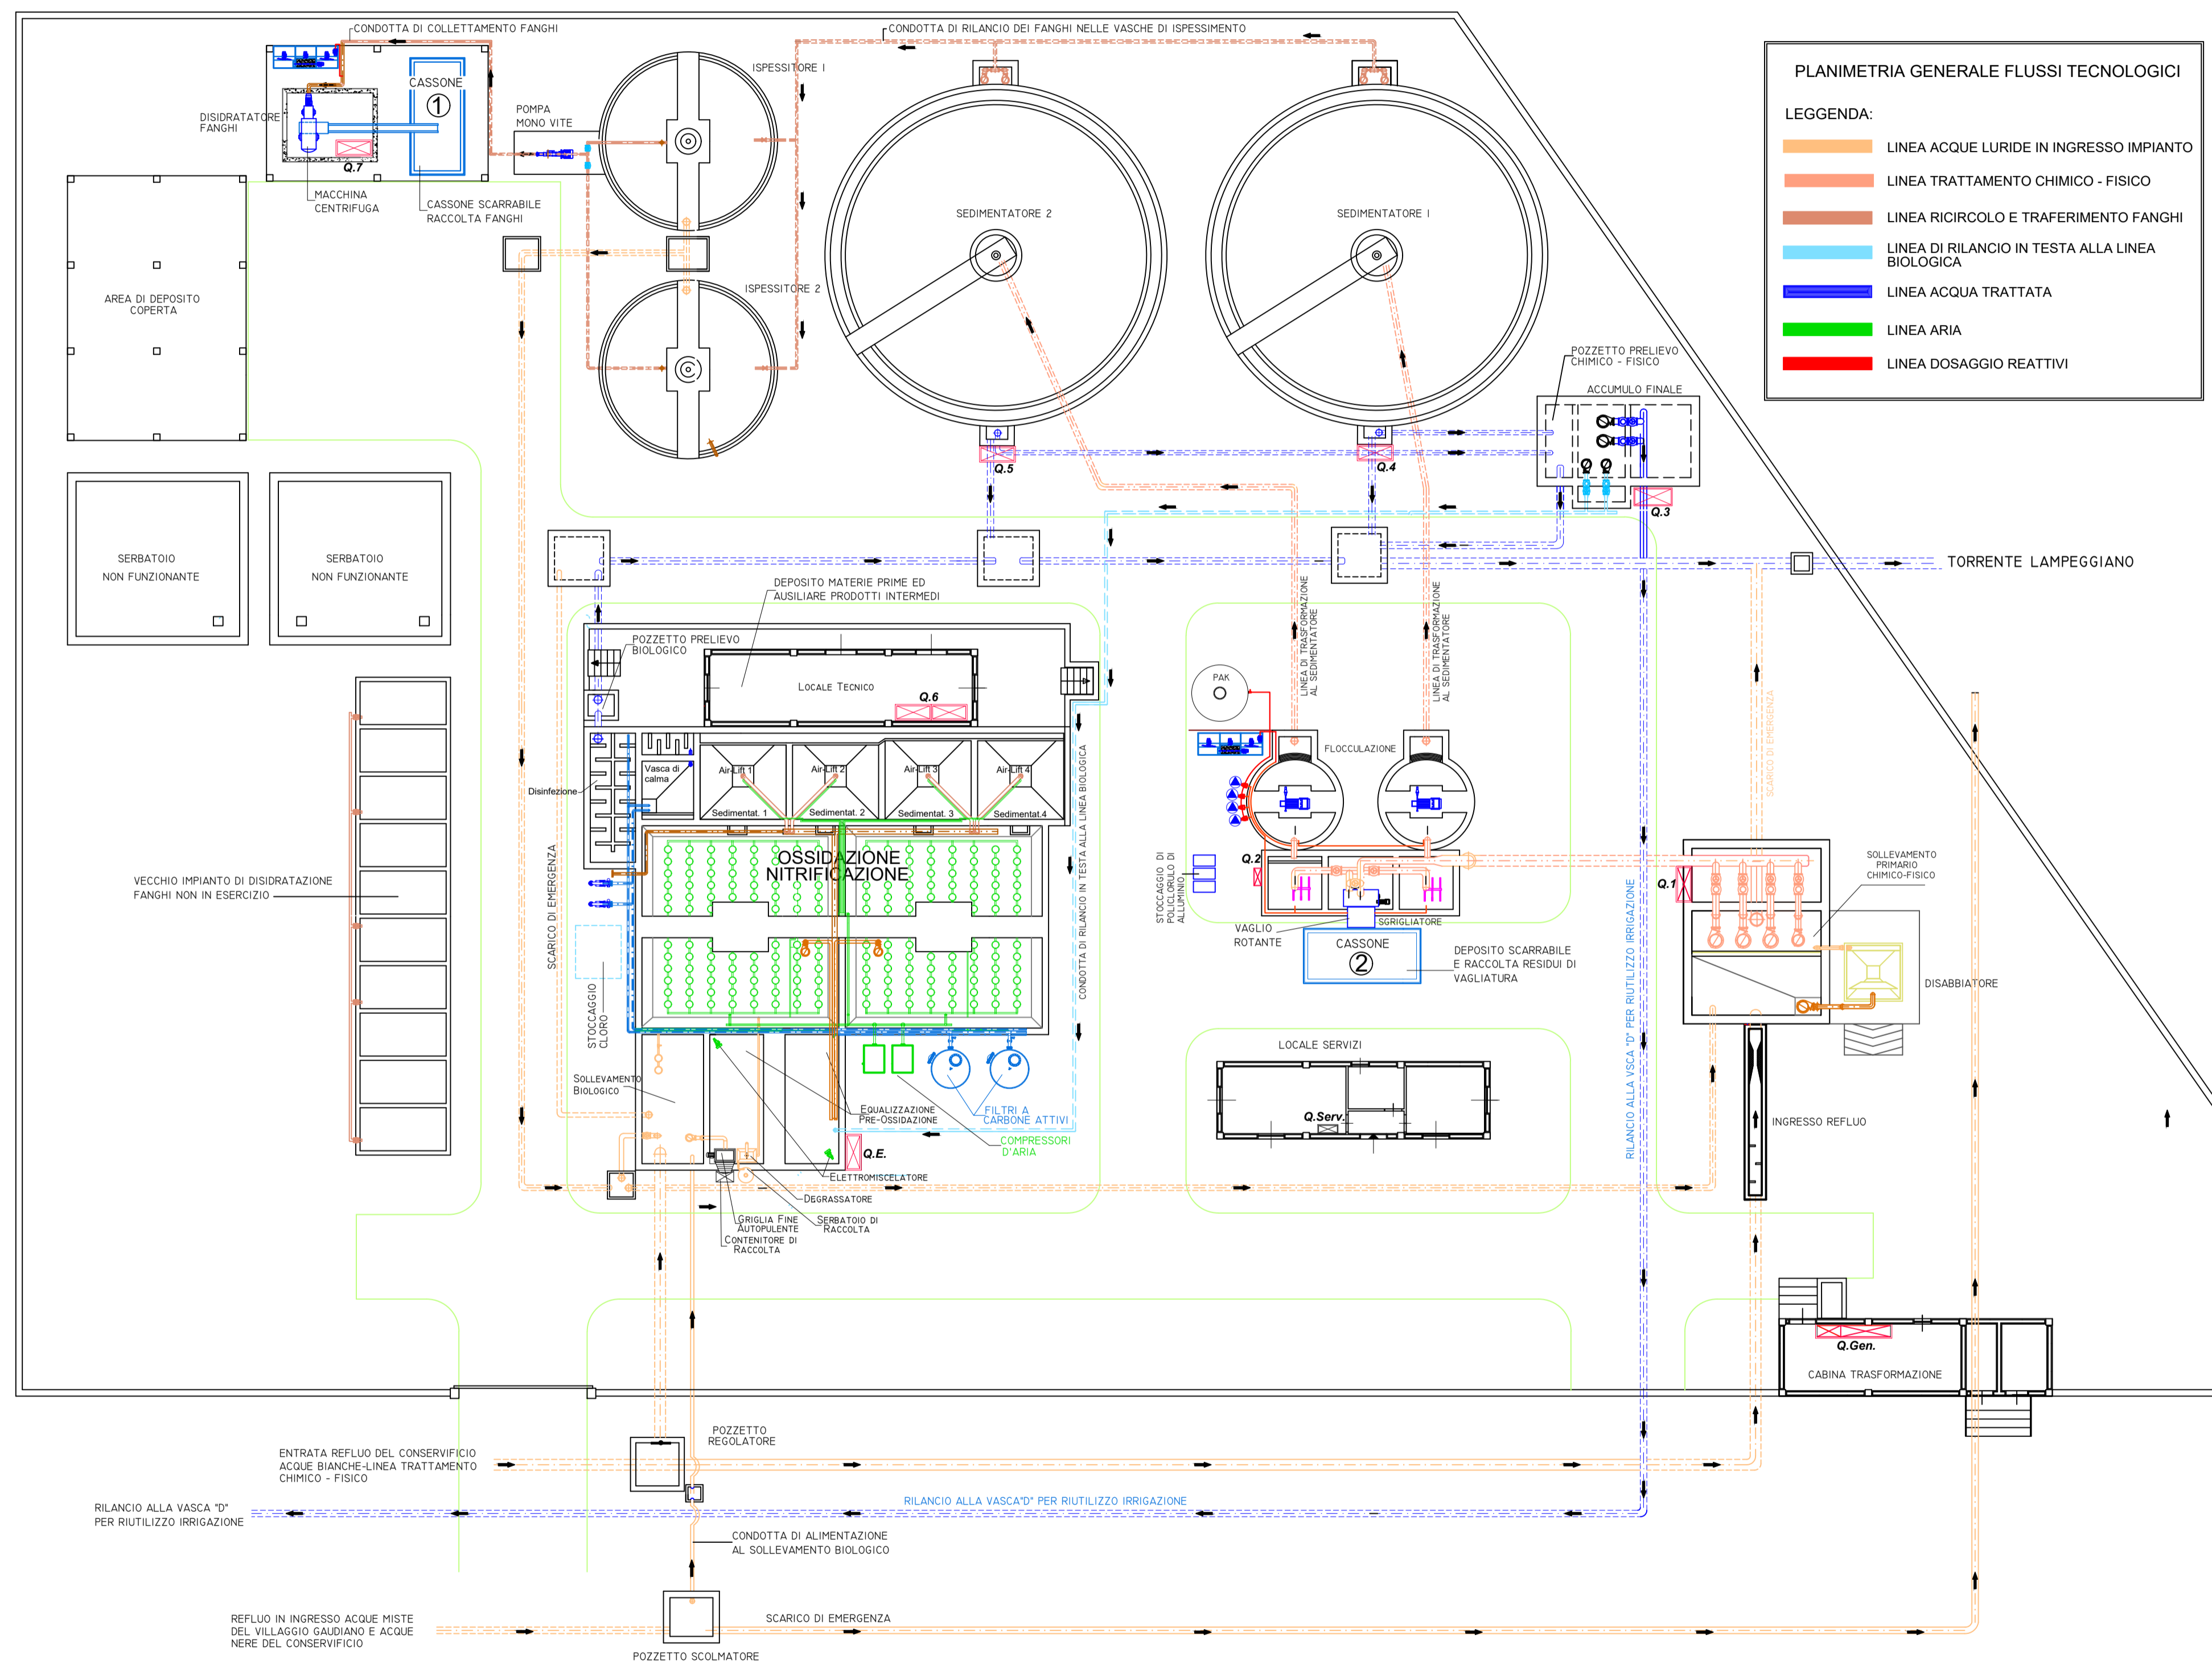 PLANIMETRIA GENERALE FLUSSI TECNOLOGICI
LEGGENDA:
LINEA ACQUE LURIDE IN INGRESSO IMPIANTO
LINEA TRATTAMENTO CHIMICO - FISICO
LINEA RICIRCOLO E TRAFERIMENTO FANGHI
LINEA DI RILANCIO IN TESTA ALLA LINEA
BIOLOGICA
LINEA ACQUA TRATTATA
LINEA ARIA
LINEA DOSAGGIO REATTIVI
CONDOTTA DI COLLETTAMENTO FANGHI
CONDOTTA DI RILANCIO DEI FANGHI NELLE VASCHE DI ISPESSIMENTO
CASSONE
1
DISIDRATATORE
FANGHI
Q.7
MACCHINA
CENTRIFUGA
CASSONE SCARRABILE
RACCOLTA FANGHI
POMPA
MONO VITE
ISPESSITORE 1
ISPESSITORE 2
SEDIMENTATORE 2
SEDIMENTATORE 1
AREA DI DEPOSITO
COPERTA
POZZETTO PRELIEVO
CHIMICO - FISICO
ACCUMULO FINALE
Q.5
Q.4
Q.3
SERBATOIO
NON FUNZIONANTE
SERBATOIO
NON FUNZIONANTE
TORRENTE LAMPEGGIANO
DEPOSITO MATERIE PRIME ED
AUSILIARE PRODOTTI INTERMEDI
POZZETTO PRELIEVO
BIOLOGICO
LOCALE TECNICO
Q.6
LINEA DI TRASFORMAZIONE
AL SEDIMENTATORE
LINEA DI TRASFORMAZIONE
AL SEDIMENTATORE
PAK
FLOCCULAZIONE
SCARICO DI EMERGENZA
Vasca di
calma
Disinfezione
Air-Lift 1
Air-Lift 2
Air-Lift 3
Air-Lift 4
Sedimentat. 1
Sedimentat. 2
Sedimentat. 3
Sedimentat.4
OSSIDAZIONE
NITRIFICAZIONE
CONDOTTA DI RILANCIO IN TESTA ALLA LINEA BIOLOGICA
SCARICO DI EMERGENZA
STOCCAGGIO
CLORO
VECCHIO IMPIANTO DI DISIDRATAZIONE
FANGHI NON IN ESERCIZIO
STOCCAGGIO DI
POLICLORULO DI
ALLUMINIO
Q.2
VAGLIO
ROTANTE
SGRIGLIATORE
CASSONE
2
DEPOSITO SCARRABILE
E RACCOLTA RESIDUI DI
VAGLIATURA
Q.1
SOLLEVAMENTO
PRIMARIO
CHIMICO-FISICO
DISABBIATORE
RILANCIO ALLA VSCA "D" PER RIUTILIZZO IRRIGAZIONE
LOCALE SERVIZI
Q.Serv.
INGRESSO REFLUO
SOLLEVAMENTO
BIOLOGICO
EQUALIZZAZIONE
PRE-OSSIDAZIONE
FILTRI A
CARBONE ATTIVI
COMPRESSORI
D'ARIA
Q.E.
ELETTROMISCELATORE
DEGRASSATORE
GRIGLIA FINE
AUTOPULENTE
SERBATOIO DI
RACCOLTA
CONTENITORE DI
RACCOLTA
Q.Gen.
CABINA TRASFORMAZIONE
POZZETTO
REGOLATORE
ENTRATA REFLUO DEL CONSERVIFICIO
ACQUE BIANCHE-LINEA TRATTAMENTO
CHIMICO - FISICO
RILANCIO ALLA VASCA "D"
PER RIUTILIZZO IRRIGAZIONE
RILANCIO ALLA VASCA"D" PER RIUTILIZZO IRRIGAZIONE
CONDOTTA DI ALIMENTAZIONE
AL SOLLEVAMENTO BIOLOGICO
REFLUO IN INGRESSO ACQUE MISTE
DEL VILLAGGIO GAUDIANO E ACQUE
NERE DEL CONSERVIFICIO
SCARICO DI EMERGENZA
POZZETTO SCOLMATORE